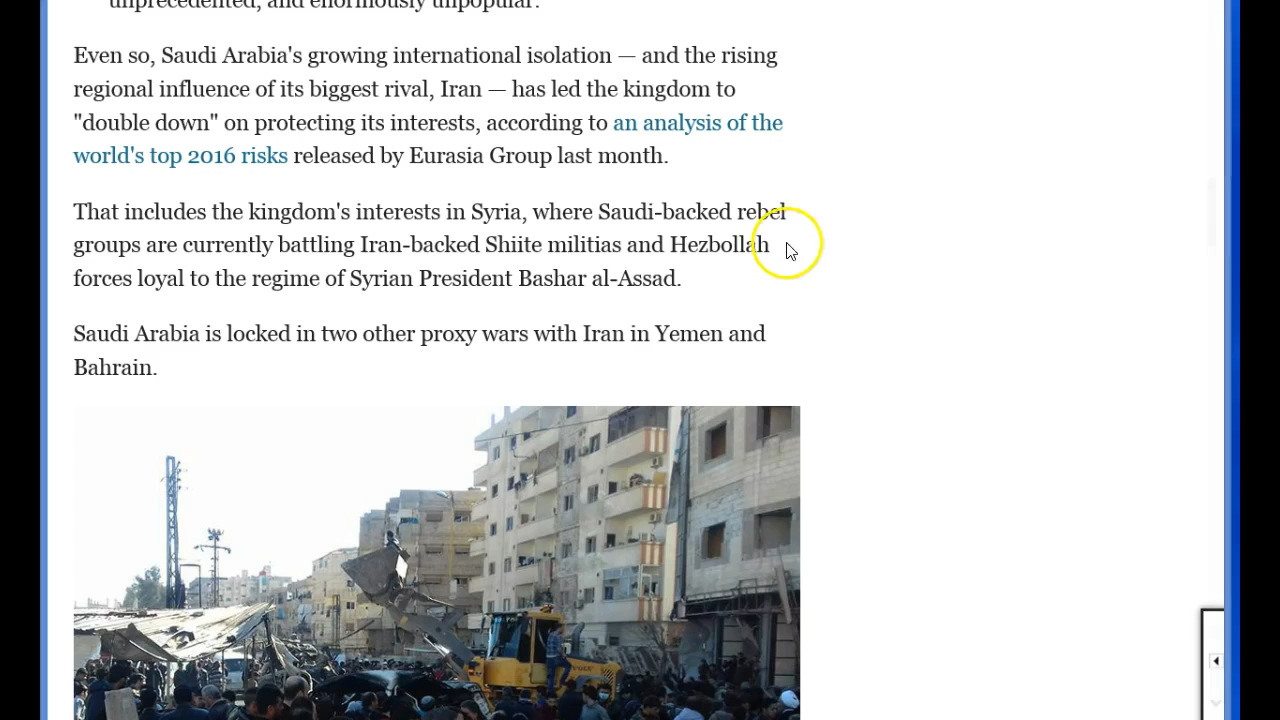 unprecedented, and enormously unpopular.
Even so, Saudi Arabia's growing international isolation — and the rising
regional influence of its biggest rival, Iran — has led the kingdom to
"double down" on protecting its interests, according to an analysis of the
world's top 2016 risks released by Eurasia Group last month.
That includes the kingdom's interests in Syria, where Saudi-backed rebel
groups are currently battling Iran-backed Shiite militias and Hezbollah
forces loyal to the regime of Syrian President Bashar al-Assad.
Saudi Arabia is locked in two other proxy wars with Iran in Yemen and
Bahrain.